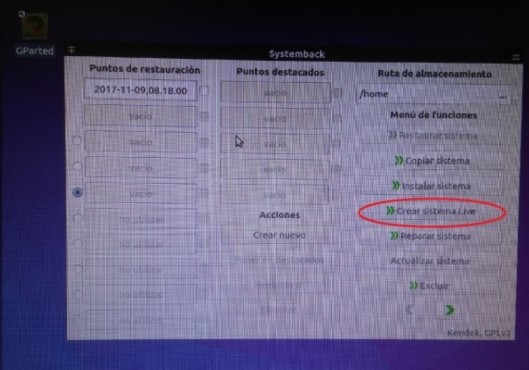 GParted
Systemback
Puntos de restauración
2017-11-09,08.18.00
vacío
vacío
vacío
vacío
no utilizar
no utilizar
no utilizar
no utilizar
no utilizar
Puntos destacados
vacío
vacío
vacío
vacío
vacío
Acciones
Crear nuevo
Poner en destacados
Eliminar
Ruta de almacenamiento
/home
...
Menú de funciones
Restaurar sistema
Copiar sistema
Instalar sistema
Crear sistema Live
Reparar sistema
Actualizar sistema
Excluir
Kendek, GPLv3